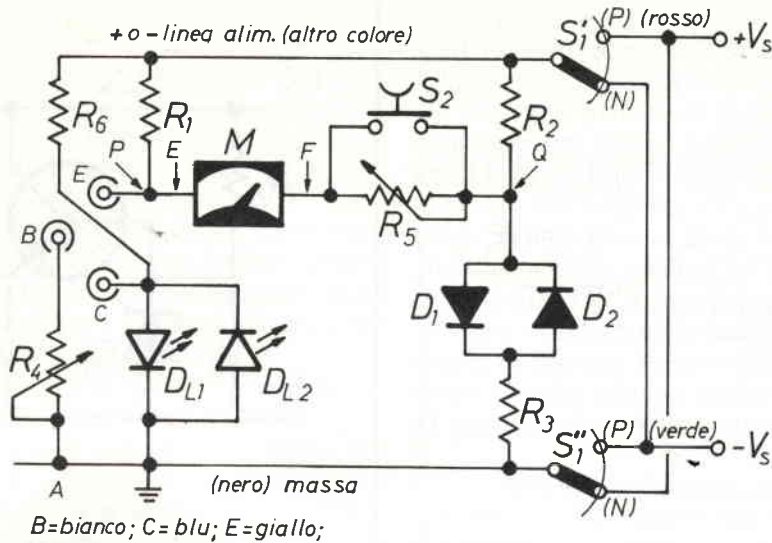 + o - linea alim. (altro colore)
S₁' (P) (rosso) +Vs
(N)
R₆ R₁ S₂ R₂
E P E M F Q
R₅
B
C
D₁ D₂
R₄ DL1 DL2
R₃ S₁" (P) (verde) -Vs
A (nero) massa (N)
B=bianco; C=blu; E=giallo;